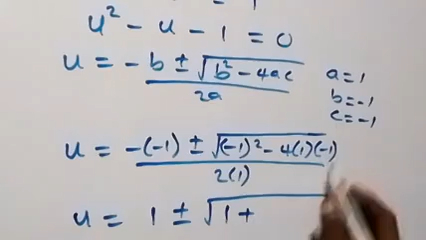 u² - u - 1 = 0
u = -b ± √(b² - 4ac) / 2a
a = 1
b = -1
c = -1
u = -(-1) ± √((-1)² - 4(1)(-1)) / 2(1)
u = 1 ± √(1 +